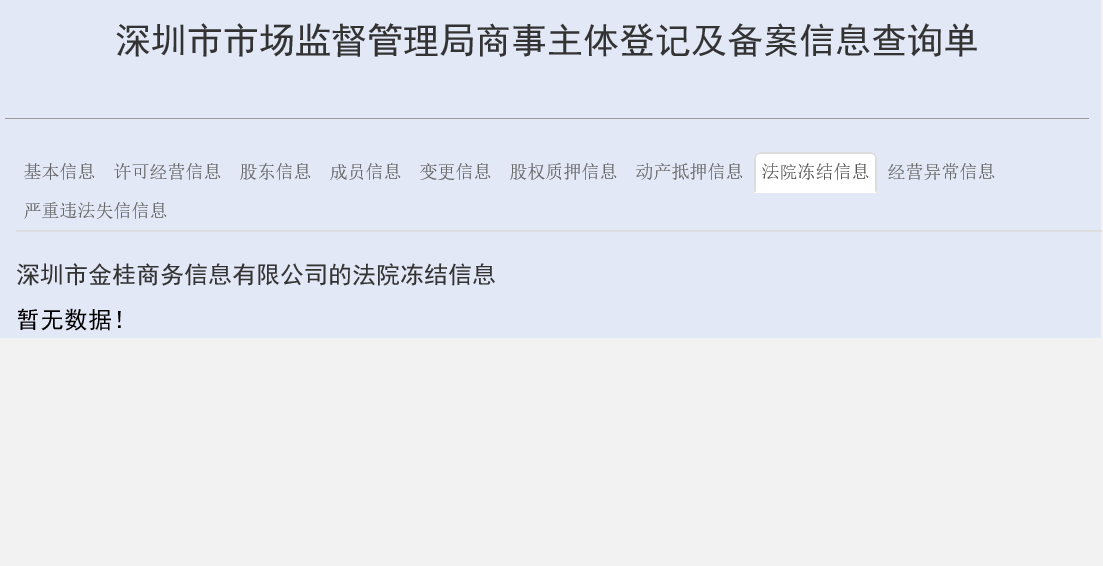 深圳市市场监督管理局商事主体登记及备案信息查询单
基本信息 许可经营信息 股东信息 成员信息 变更信息 股权质押信息 动产抵押信息 法院冻结信息 经营异常信息
严重违法失信信息
深圳市金桂商务信息有限公司的法院冻结信息
暂无数据！